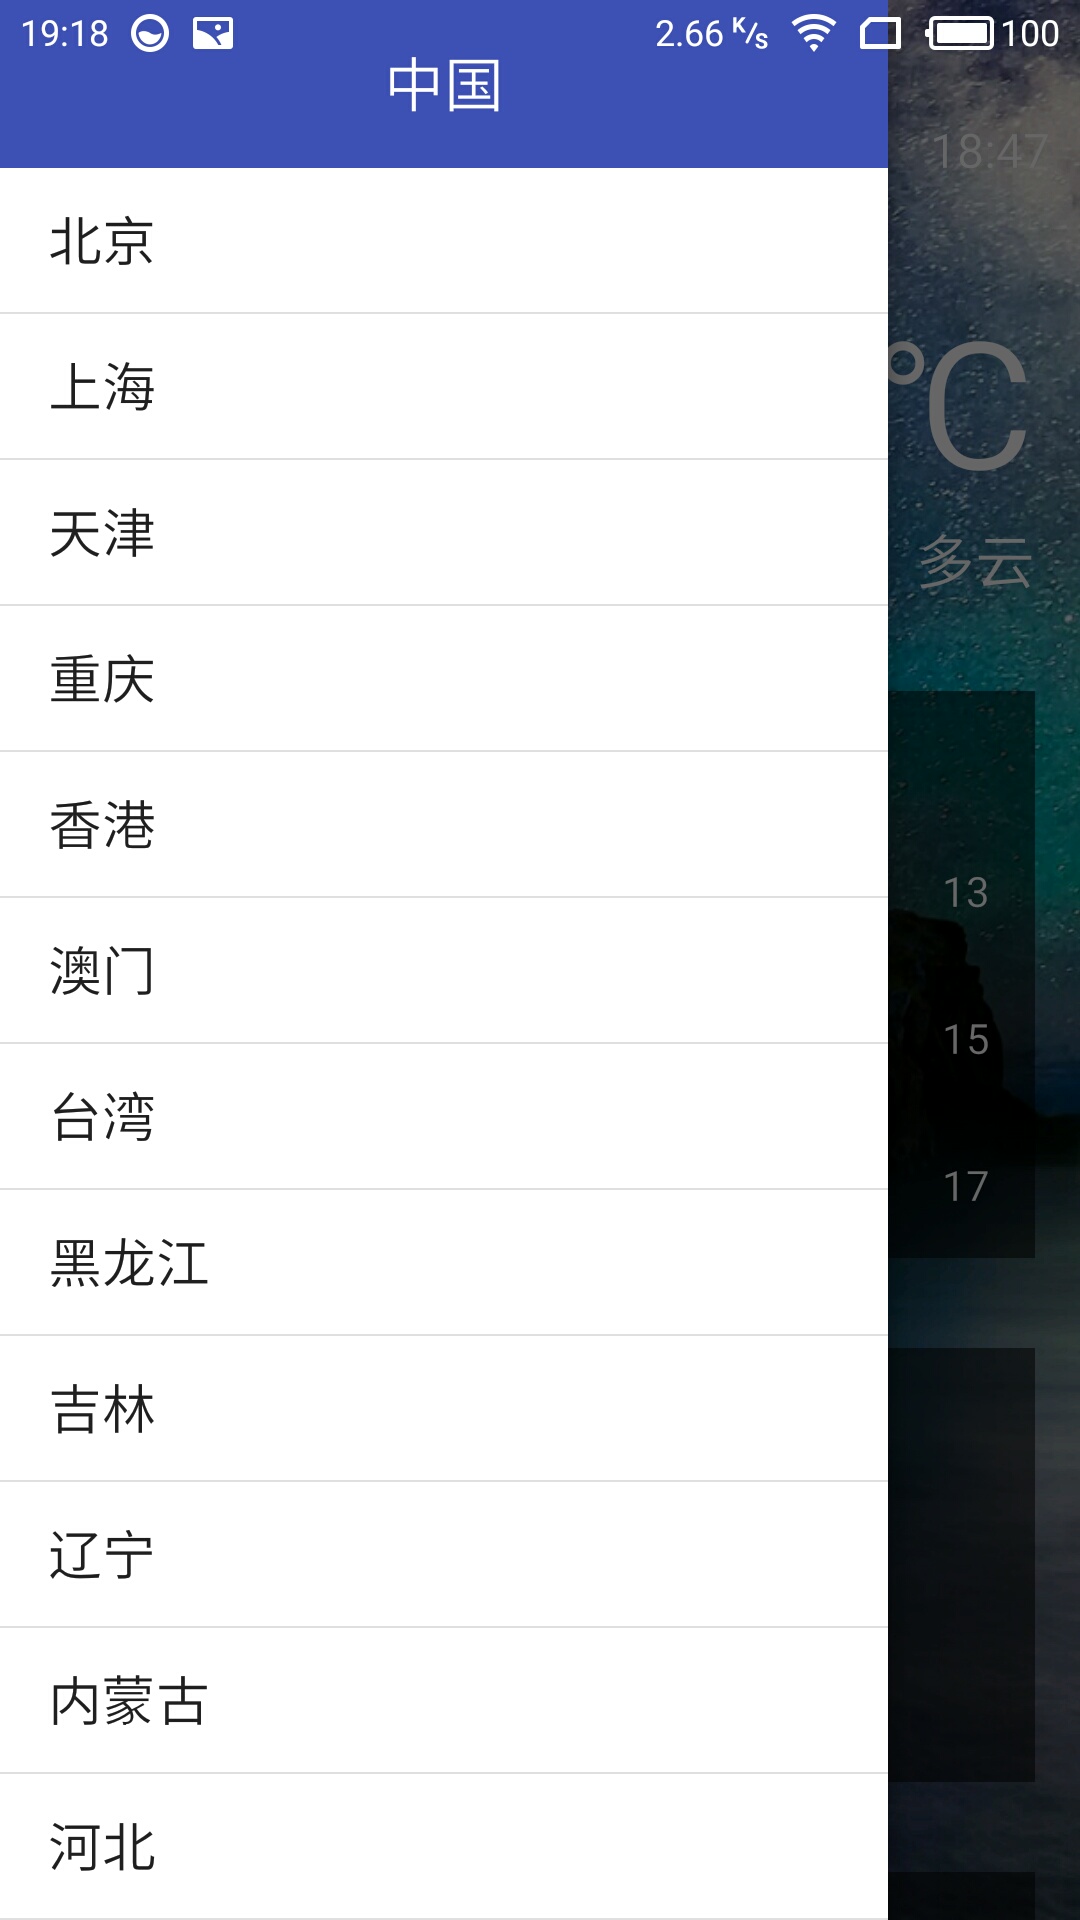 19:18 2.66 K/s 100
中国
18:47
北京
上海
℃
天津
多云
重庆
香港
13
澳门
15
台湾
17
黑龙江
吉林
辽宁
内蒙古
河北